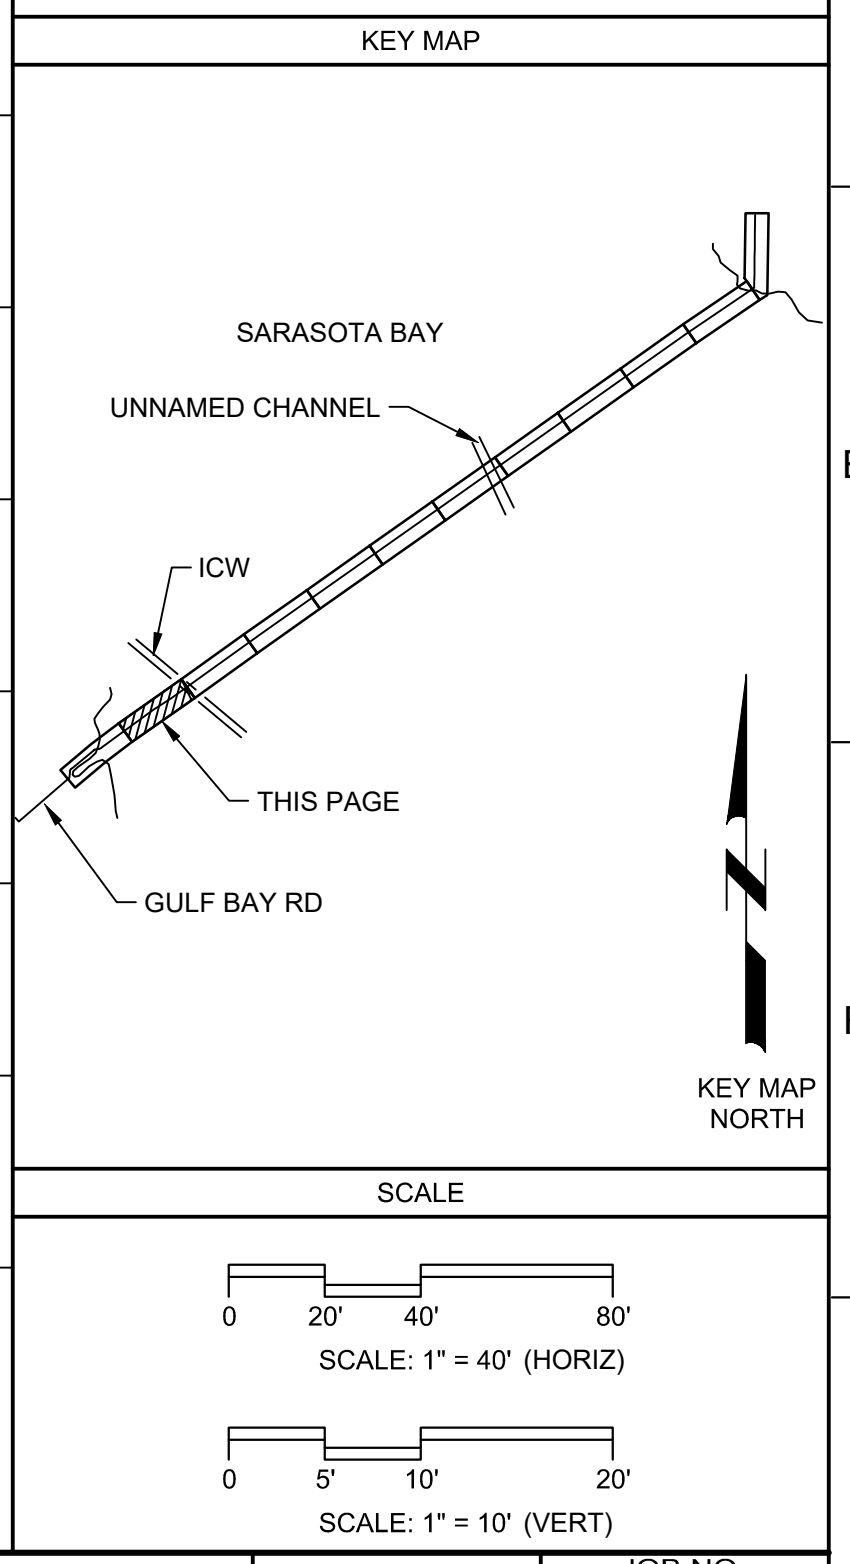 KEY MAP
SARASOTA BAY
UNNAMED CHANNEL
ICW
THIS PAGE
GULF BAY RD
N
KEY MAP
NORTH
SCALE
0 20' 40' 80'
SCALE: 1" = 40' (HORIZ)
0 5' 10' 20'
SCALE: 1" = 10' (VERT)